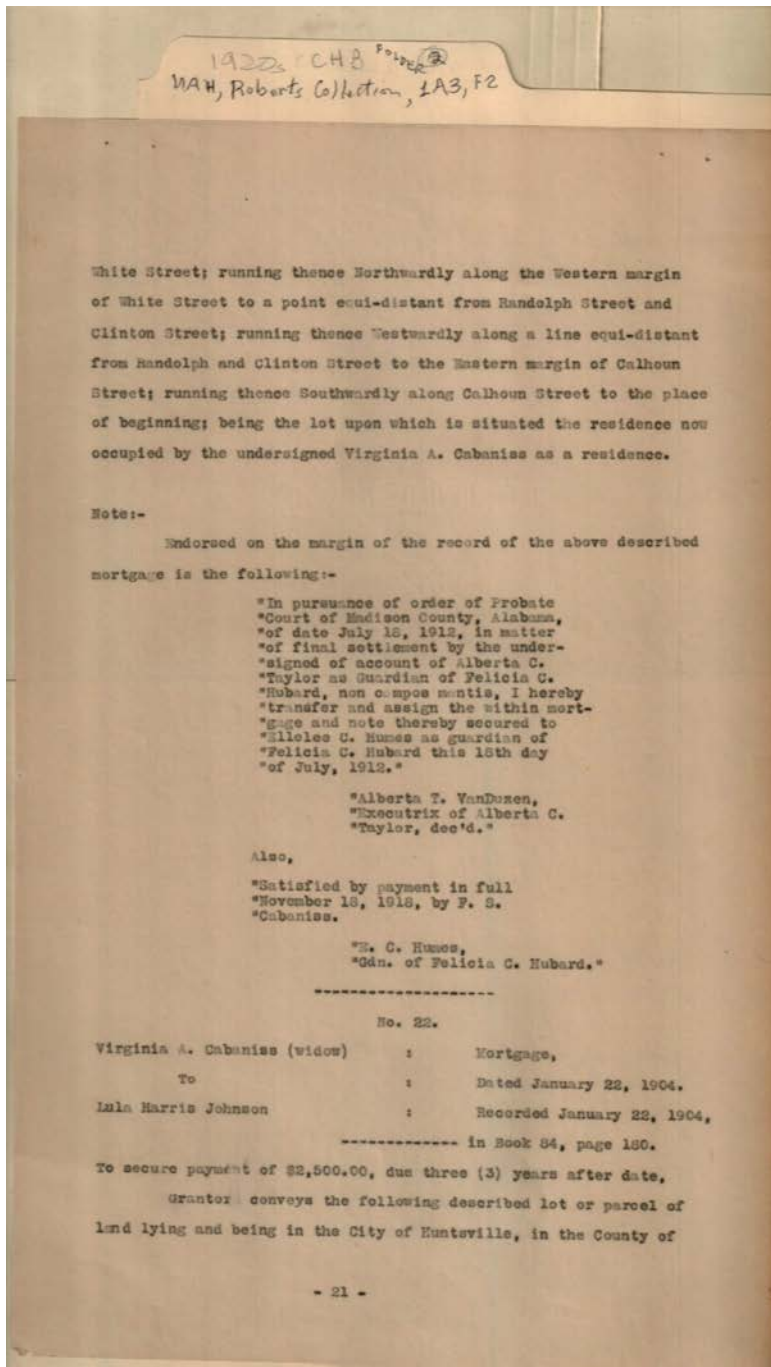 1920s CHB FOLDER 2
UAH, Roberts Collection, 1A3, F2
White Street; running thence Northwardly along the Western margin
of White Street to a point equi-distant from Randolph Street and
Clinton Street; running thence Westwardly along a line equi-distant
from Randolph and Clinton Street to the Eastern margin of Calhoun
Street; running thence Southwardly along Calhoun Street to the place
of beginning; being the lot upon which is situated the residence now
occupied by the undersigned Virginia A. Cabaniss as a residence.
Note:-
Endorsed on the margin of the record of the above described
mortgage is the following:-
"In pursuance of order of Probate
"Court of Madison County, Alabama,
"of date July 18, 1912, in matter
"of final settlement by the under-
"signed of account of Alberta C.
"Taylor as Guardian of Felicia C.
"Hubard, non compos mentis, I hereby
"transfer and assign the within mort-
"gage and note thereby secured to
"Ellelee C. Humes as guardian of
"Felicia C. Hubard this 18th day
"of July, 1912."
"Alberta T. VanDuzen,
"Executrix of Alberta C.
"Taylor, dec'd."
Also,
"Satisfied by payment in full
"November 18, 1918, by F. S.
"Cabaniss.
"E. C. Humes,
"Gdn. of Felicia C. Hubard."
--------------------
No. 22.
Virginia A. Cabaniss (widow) : Mortgage,
To : Dated January 22, 1904.
Lula Harris Johnson : Recorded January 22, 1904,
------------- in Book 84, page 180.
To secure payment of $2,500.00, due three (3) years after date,
Grantor conveys the following described lot or parcel of
land lying and being in the City of Huntsville, in the County of
- 21 -